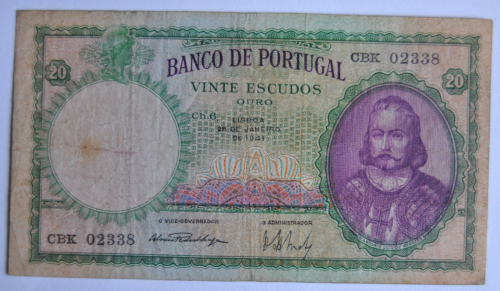 20
BANCO DE PORTUGAL
CBK 02338
20
VINTE ESCUDOS
OURO
Ch.6
LISBOA
DE JANEIRO
O VICE-GOVERNADOR
O ADMINISTRADOR
CBK 02338